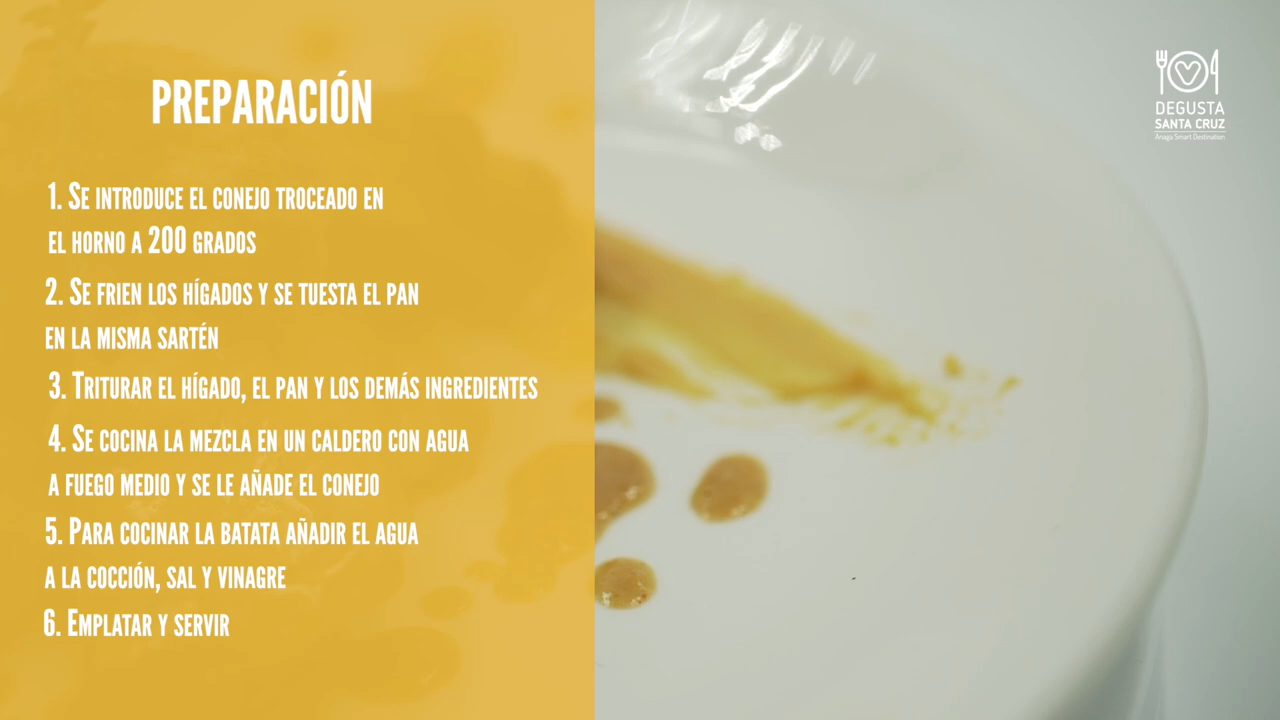 PREPARACIÓN
1. SE INTRODUCE EL CONEJO TROCEADO EN
EL HORNO A 200 GRADOS
2. SE FRIEN LOS HÍGADOS Y SE TUESTA EL PAN
EN LA MISMA SARTÉN
3. TRITURAR EL HÍGADO, EL PAN Y LOS DEMÁS INGREDIENTES
4. SE COCINA LA MEZCLA EN UN CALDERO CON AGUA
A FUEGO MEDIO Y SE LE AÑADE EL CONEJO
5. PARA COCINAR LA BATATA AÑADIR EL AGUA
A LA COCCIÓN, SAL Y VINAGRE
6. EMPLATAR Y SERVIR
DEGUSTA
SANTA CRUZ
Anaga Smart Destination